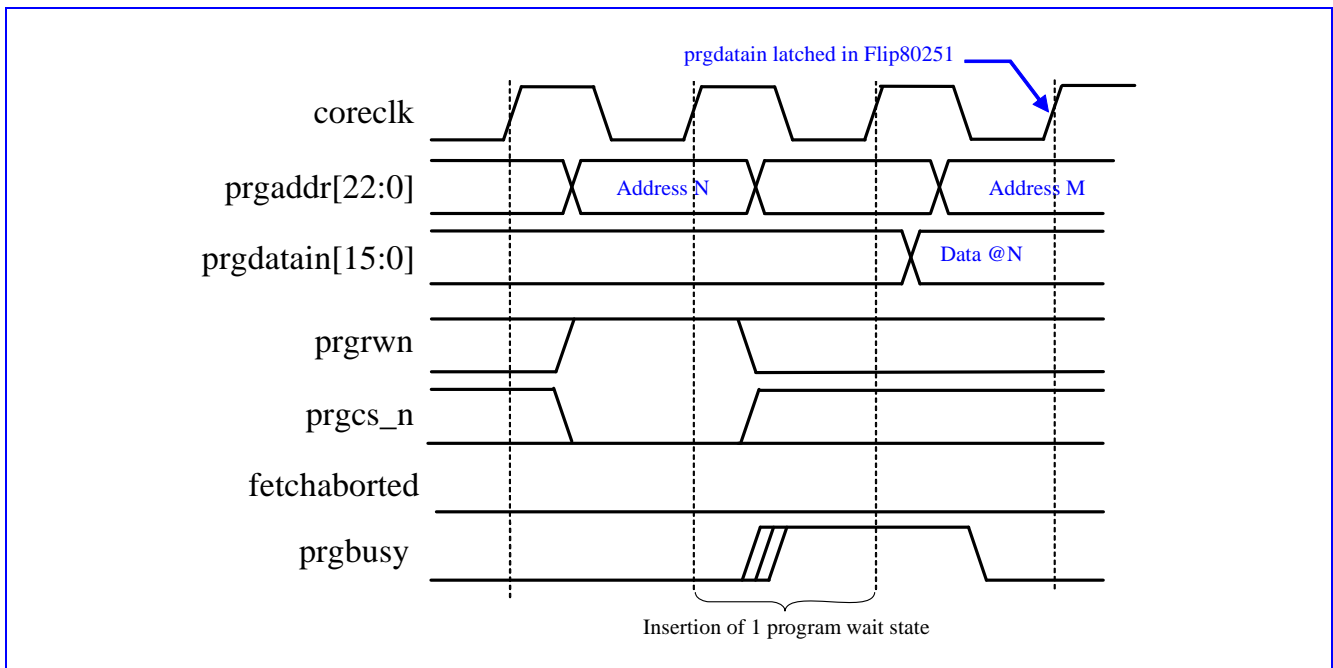 prgdatain latched in Flip80251
coreclk
prgaddr[22:0]
Address N
Address M
prgdatain[15:0]
Data @N
prgrwn
prgcs_n
fetchaborted
prgbusy
Insertion of 1 program wait state